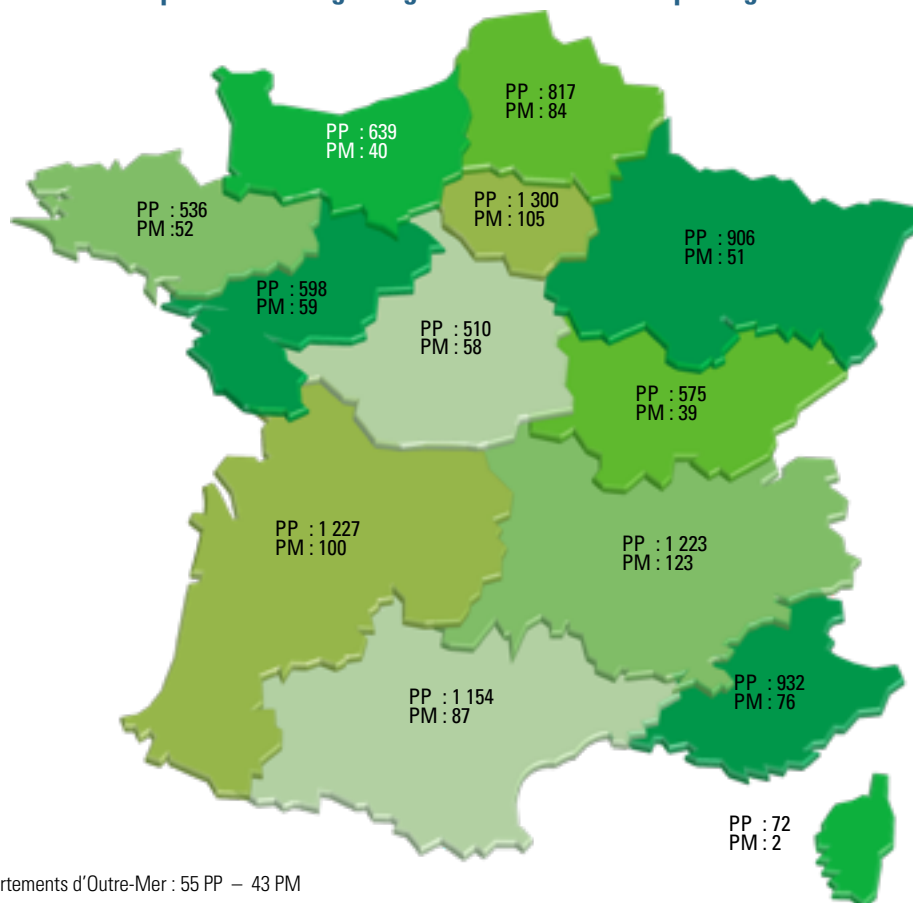 PP : 817
PM : 84
PP : 639
PM : 40
PP : 1 300
PM : 105
PP : 536
PM :52
PP : 906
PM : 51
PP : 598
PM : 59
PP : 510
PM : 58
PP : 575
PM : 39
PP : 1 227
PM : 100
PP : 1 223
PM : 123
PP : 932
PM : 76
PP : 1 154
PM : 87
PP : 72
PM : 2
rtements d'Outre-Mer : 55 PP – 43 PM